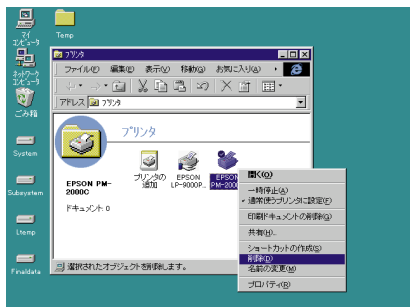 マイ
コンピュータ
Temp
ネットワーク
コンピュータ
ごみ箱
System
Subsystem
Ltemp
Finaldata
プリンタ
ファイル(F) 編集(E) 表示(V) 移動(G) お気に入り(A)
アドレス プリンタ
プリンタ
EPSON PM-
2000C
ドキュメント: 0
プリンタの
追加
EPSON
LP-9000P..
EPSON
PM-2000C
開く(O)
一時停止(A)
通常使うプリンタに設定(F)
印刷ドキュメントの削除(G)
共有(H)...
ショートカットの作成(S)
削除(D)
名前の変更(M)
プロパティ(R)
選択されたオブジェクトを削除します。